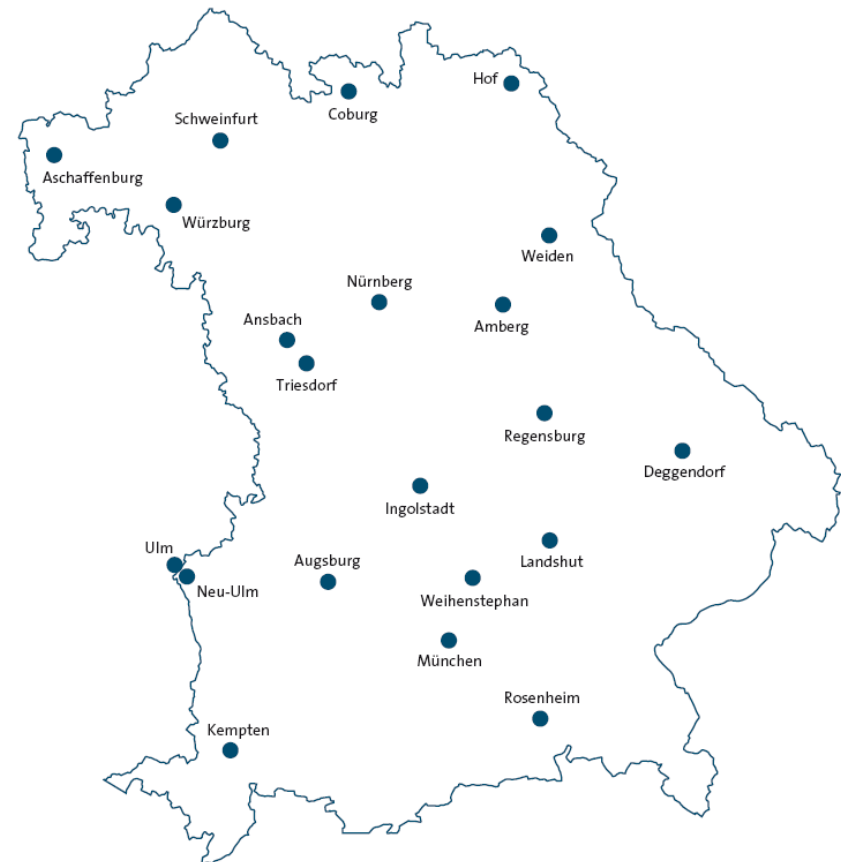 Hof
Coburg
Schweinfurt
Aschaffenburg
Würzburg
Weiden
Nürnberg
Amberg
Ansbach
Triesdorf
Regensburg
Deggendorf
Ingolstadt
Ulm
Augsburg
Landshut
Neu-Ulm
Weihenstephan
München
Rosenheim
Kempten